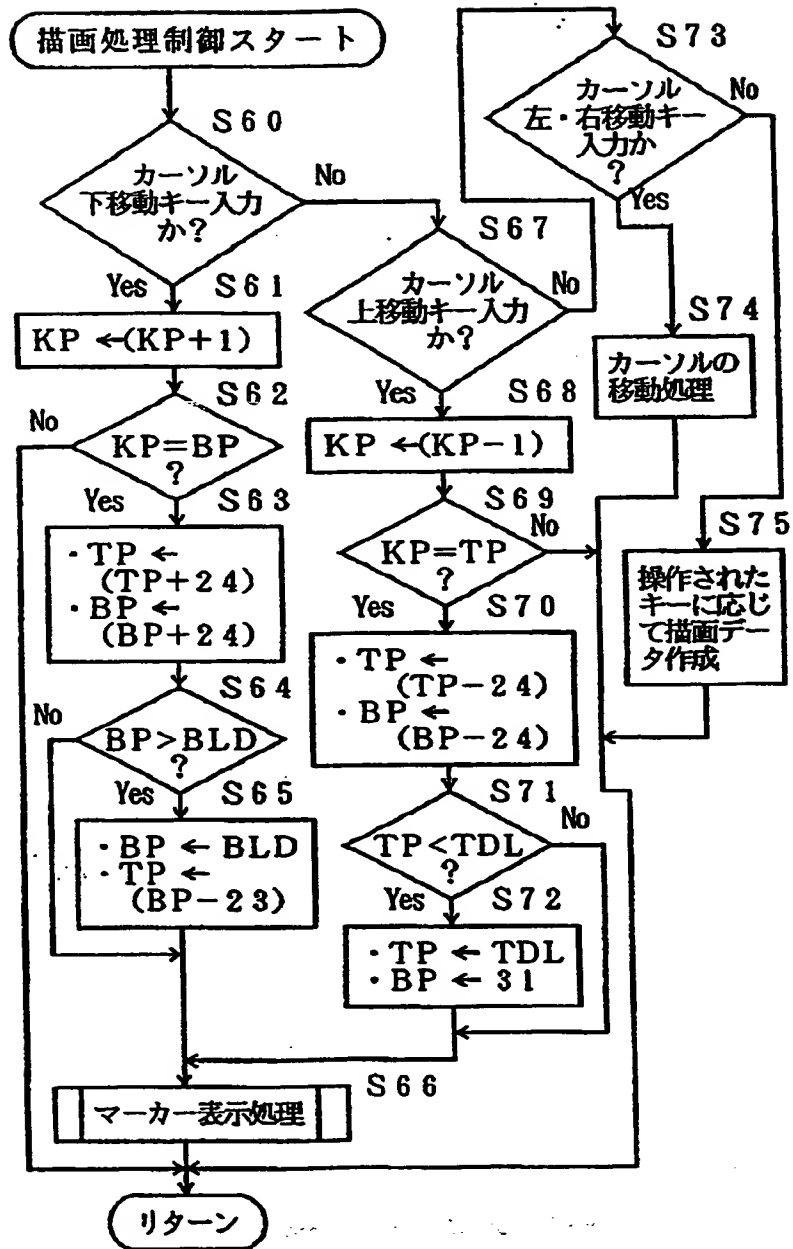 描画処理制御スタート
S60
カーソル
下移動キー入力
か?
No
Yes
S61
KP←(KP+1)
S62
No
KP=BP
?
Yes
S63
・TP←
(TP+24)
・BP←
(BP+24)
S64
No
BP>BLD
?
Yes
S65
・BP←BLD
・TP←
(BP-23)
S66
マーカー表示処理
リターン
S67
カーソル
上移動キー入力
か?
No
Yes
S68
KP←(KP-1)
S69
KP=TP
?
No
Yes
S70
・TP←
(TP-24)
・BP←
(BP-24)
S71
TP<TDL
?
No
Yes
S72
・TP←TDL
・BP←31
S73
カーソル
左・右移動キー
入力か
?
No
Yes
S74
カーソルの
移動処理
S75
操作された
キーに応じ
て描画デー
タ作成